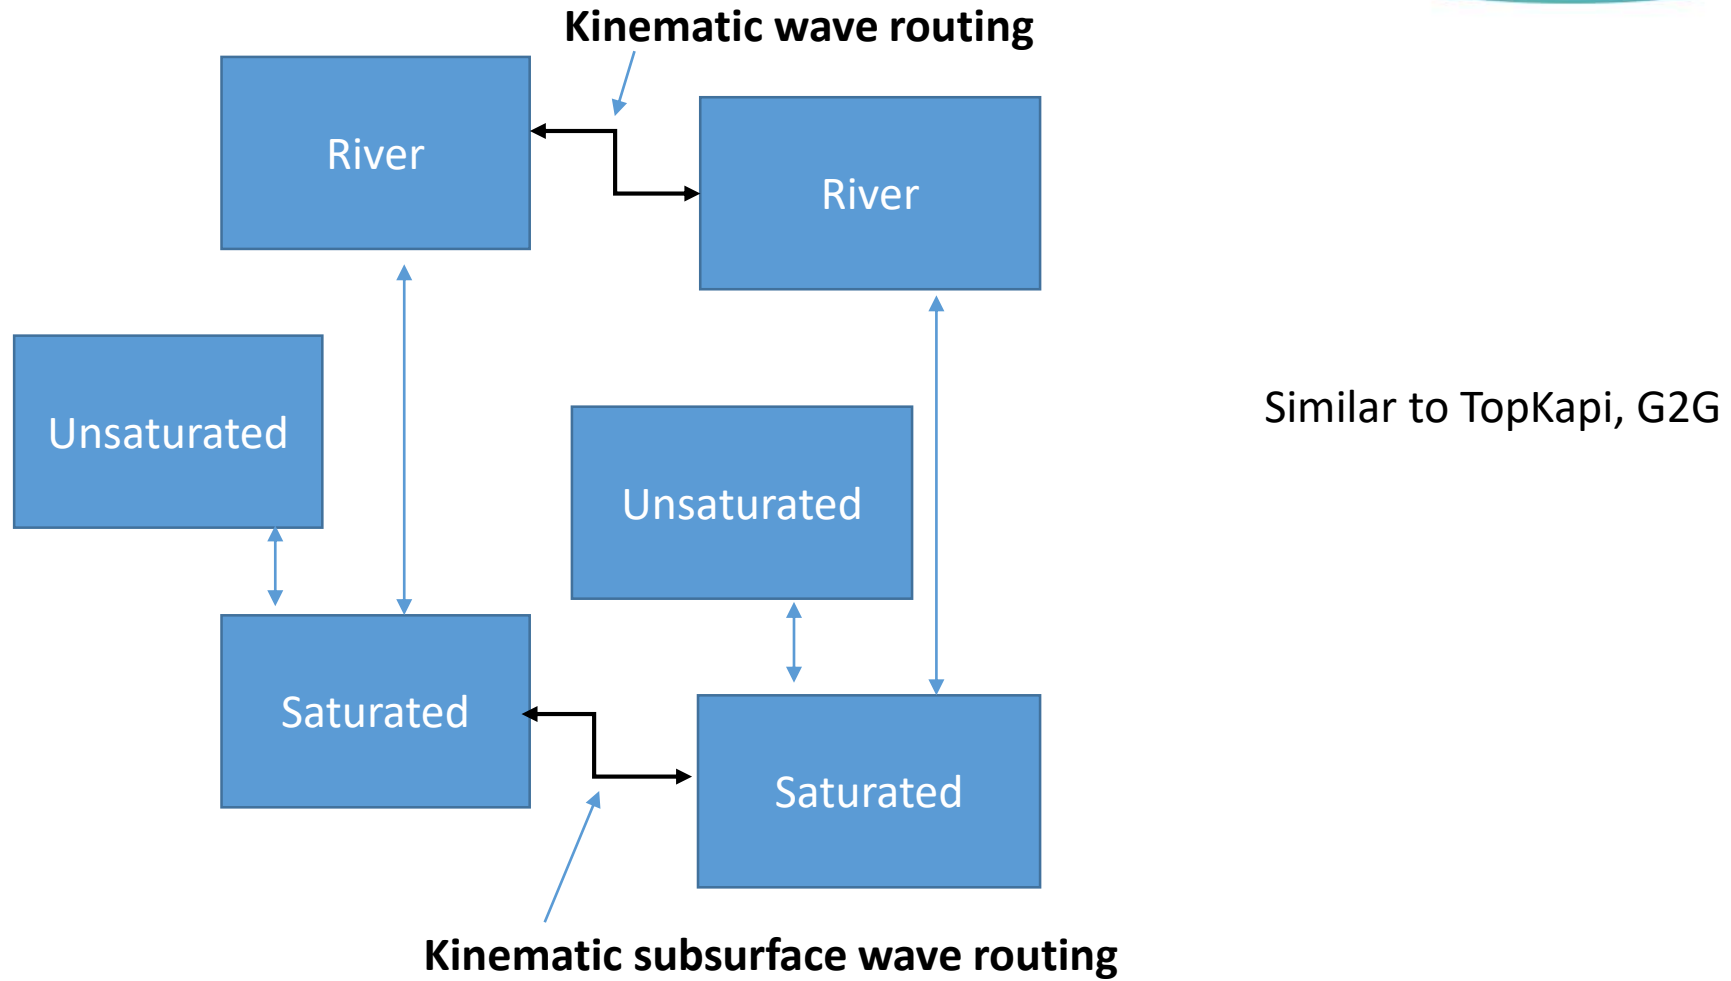 Kinematic wave routing
River
River
Unsaturated
Similar to TopKapi, G2G
Unsaturated
Saturated
Saturated
Kinematic subsurface wave routing